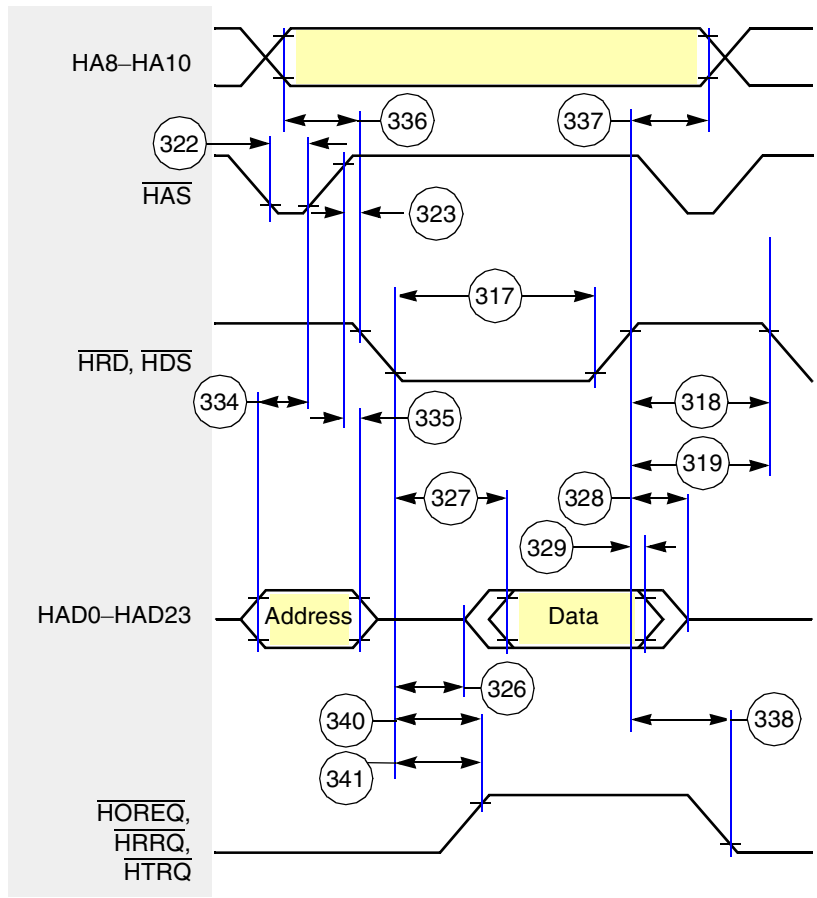 HA8–HA10
336
337
322
HAS
323
317
HRD, HDS
334
335
318
319
327
328
329
HAD0–HAD23
Address
Data
326
340
338
341
HOREQ,
HRRQ,
HTRQ